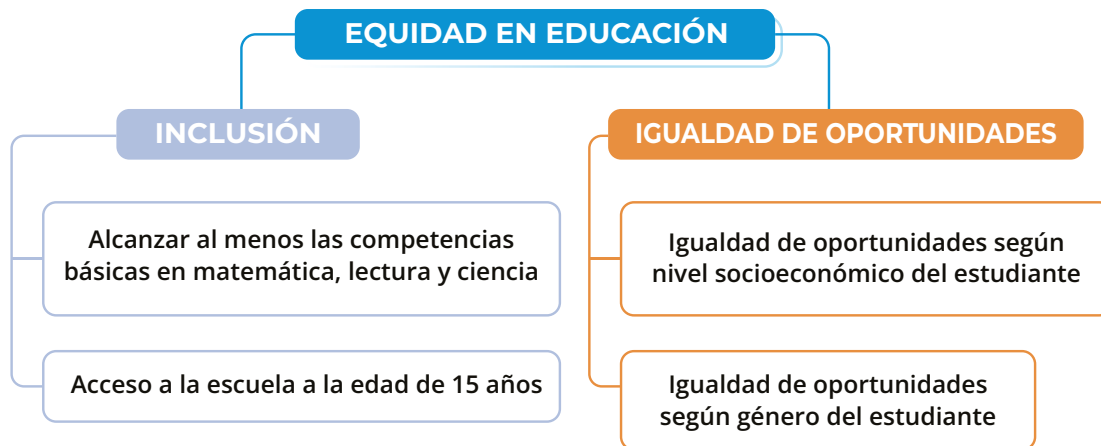 EQUIDAD EN EDUCACIÓN
INCLUSIÓN
Alcanzar al menos las competencias
básicas en matemática, lectura y ciencia
Acceso a la escuela a la edad de 15 años
IGUALDAD DE OPORTUNIDADES
Igualdad de oportunidades según
nivel socioeconómico del estudiante
Igualdad de oportunidades
según género del estudiante